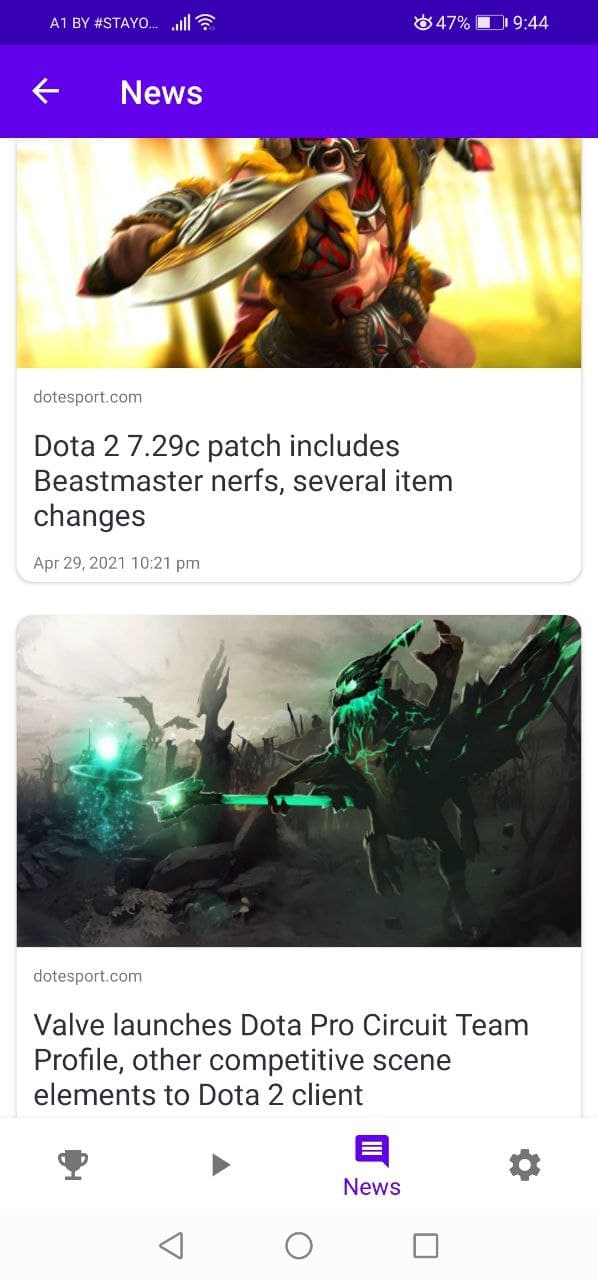 A1 BY #STAYO... 47% 9:44
News
dotesport.com
Dota 2 7.29c patch includes
Beastmaster nerfs, several item
changes
Apr 29, 2021 10:21 pm
dotesport.com
Valve launches Dota Pro Circuit Team
Profile, other competitive scene
elements to Dota 2 client
News